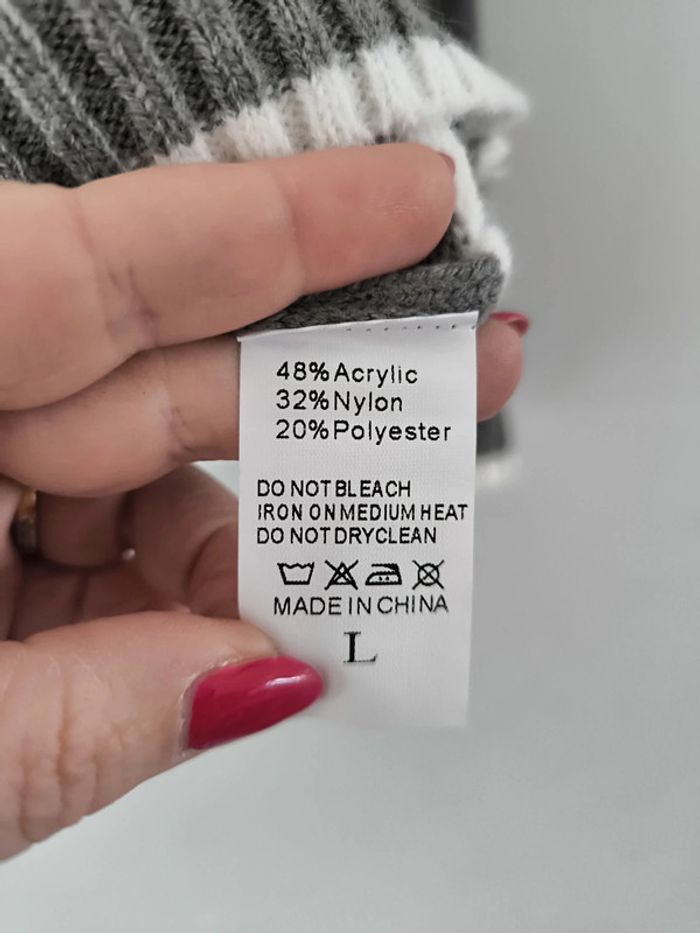 48% Acrylic
32% Nylon
20% Polyester
DO NOT BLEACH
IRON ON MEDIUM HEAT
DO NOT DRYCLEAN
MADE IN CHINA
L